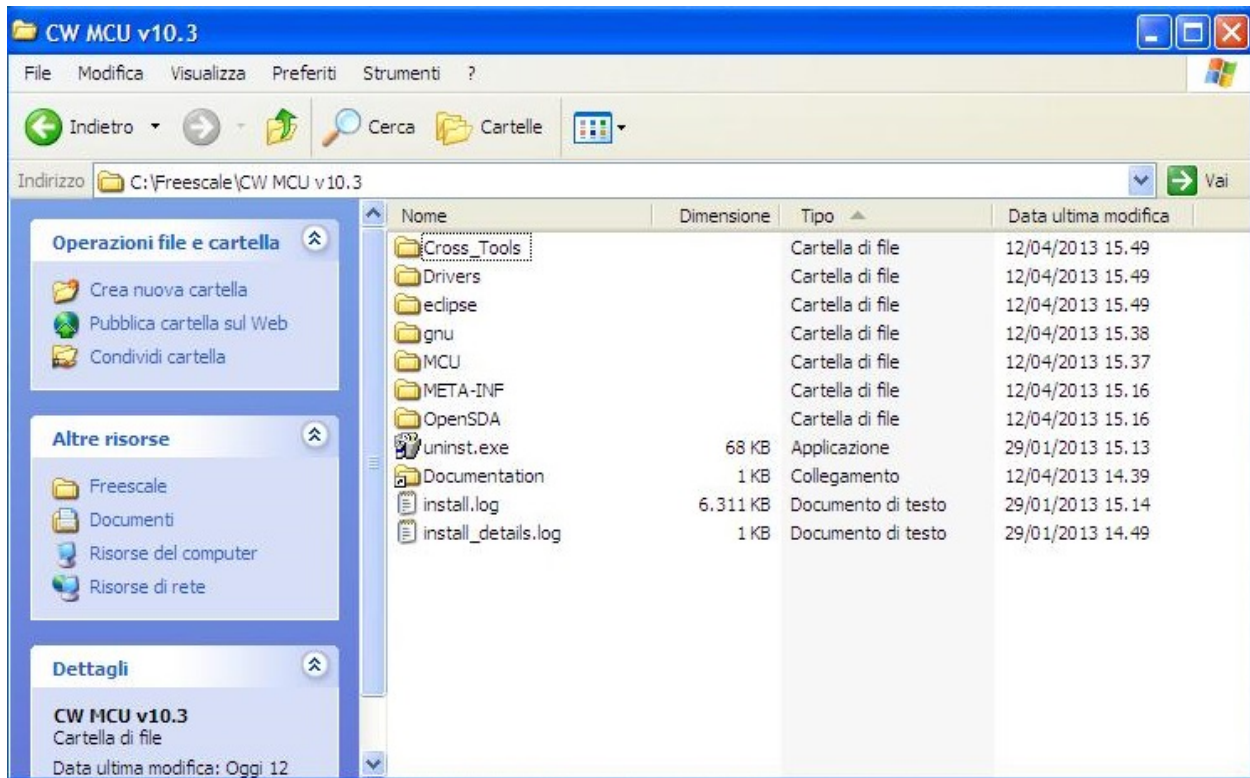 CW MCU v10.3
File Modifica Visualizza Preferiti Strumenti ?
Indietro Cerca Cartelle
Indirizzo C:\Freescale\CW MCU v10.3 Vai
Operazioni file e cartella
Crea nuova cartella
Pubblica cartella sul Web
Condividi cartella
Altre risorse
Freescale
Documenti
Risorse del computer
Risorse di rete
Dettagli
CW MCU v10.3
Cartella di file
Data ultima modifica: Oggi 12
Nome Dimensione Tipo Data ultima modifica
Cross_Tools Cartella di file 12/04/2013 15.49
Drivers Cartella di file 12/04/2013 15.49
eclipse Cartella di file 12/04/2013 15.49
gnu Cartella di file 12/04/2013 15.38
MCU Cartella di file 12/04/2013 15.37
META-INF Cartella di file 12/04/2013 15.16
OpenSDA Cartella di file 12/04/2013 15.16
uninst.exe 68 KB Applicazione 29/01/2013 15.13
Documentation 1 KB Collegamento 12/04/2013 14.39
install.log 6.311 KB Documento di testo 29/01/2013 15.14
install_details.log 1 KB Documento di testo 29/01/2013 14.49